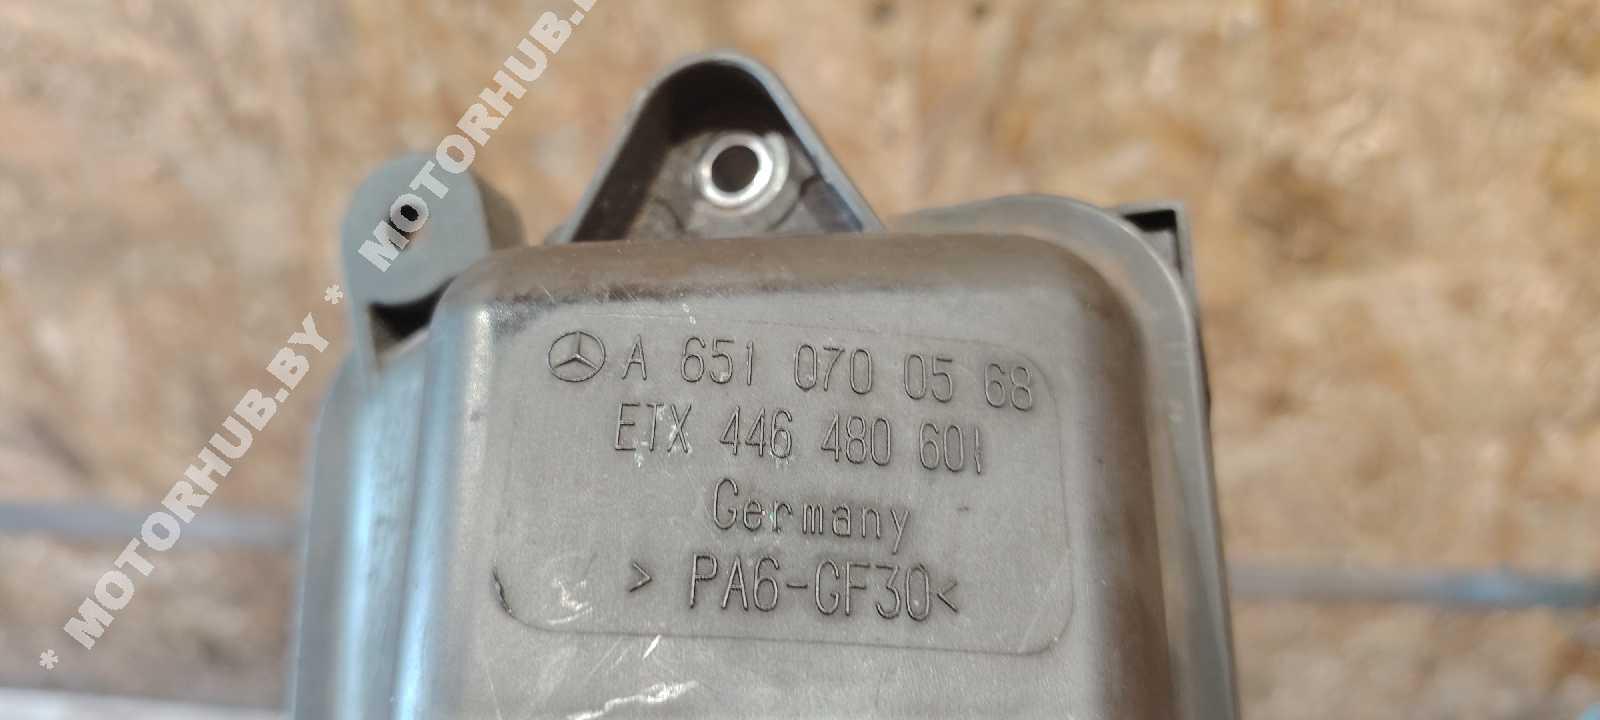 * MOTORHUB.BY * MOTORHUB.
A 651 070 05 68
ETX 446 480 601
Germany
> PA6-GF30<